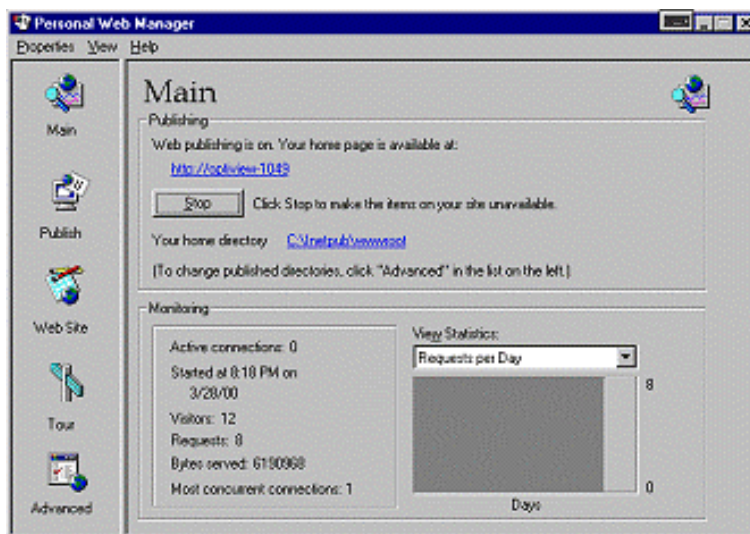 Personal Web Manager
Properties View Help
Main
Publish
Web Site
Tour
Advanced
Main
Publishing
Web publishing is on. Your home page is available at:
http://optiview-1049
Stop Click Stop to make the items on your site unavailable.
Your home directory C:\Inetpub\wwwroot
(To change published directories, click "Advanced" in the list on the left.)
Monitoring
Active connections: 0
Started at 8:18 PM on
3/28/00
Visitors: 12
Requests: 8
Bytes served: 6190968
Most concurrent connections: 1
View Statistics:
Requests per Day
8
0
Days